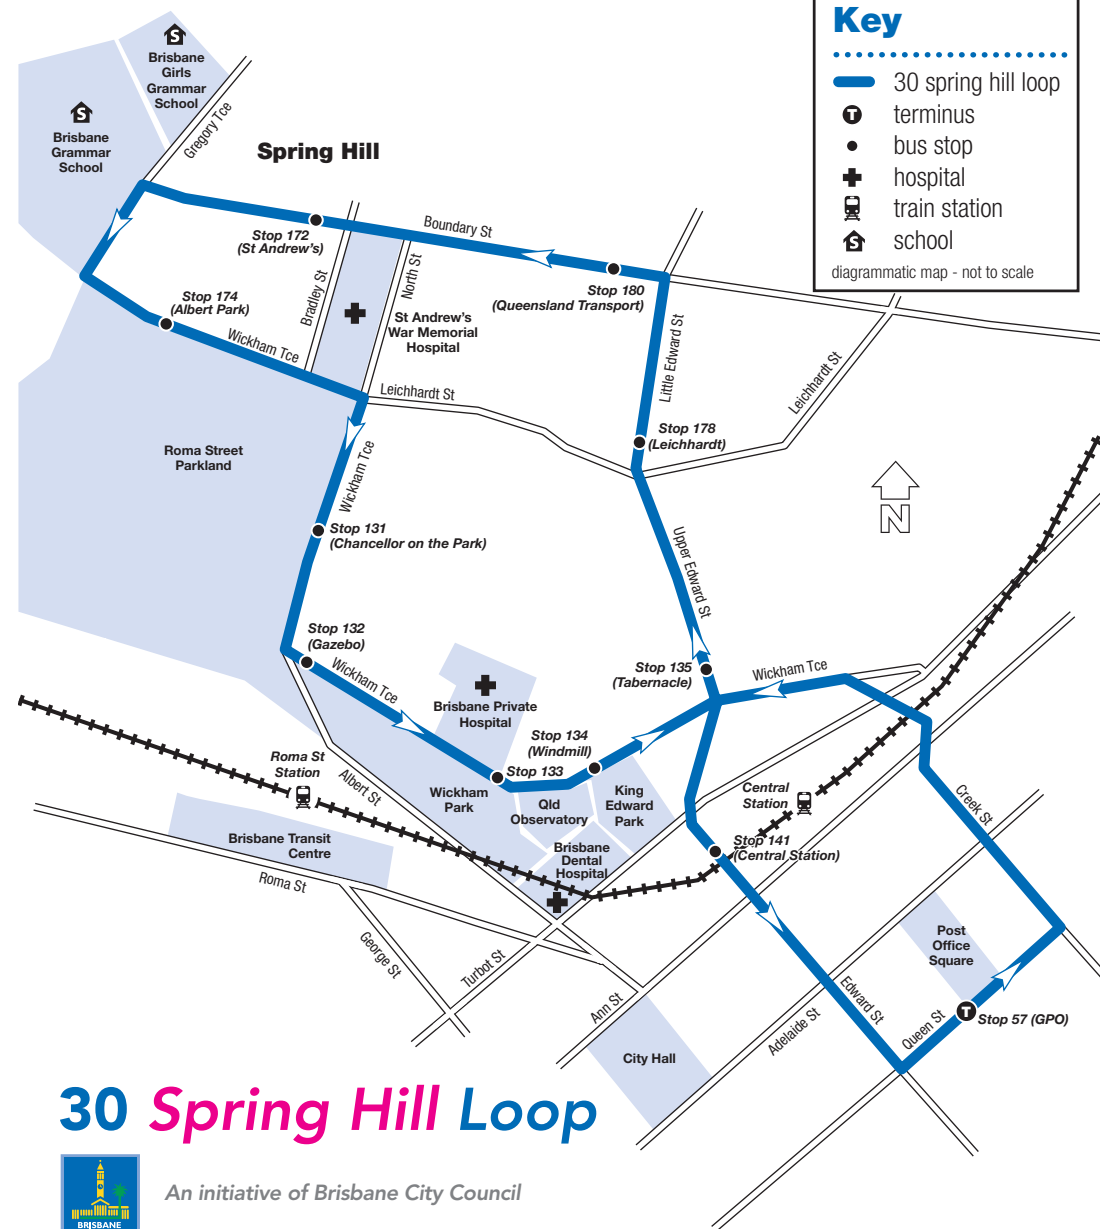 Key
30 spring hill loop
T
terminus
bus stop
hospital
train station
S
school
diagrammatic map - not to scale
S
Brisbane
Girls
Grammar
School
S
Brisbane
Grammar
School
Gregory Tce
Spring Hill
Stop 172
(St Andrew's)
Boundary St
Stop 180
(Queensland Transport)
Stop 174
(Albert Park)
Bradley St
North St
St Andrew's
War Memorial
Hospital
Wickham Tce
Leichhardt St
Little Edward St
Leichhardt St
Stop 178
(Leichhardt)
Roma Street
Parkland
Wickham Tce
Stop 131
(Chancellor on the Park)
N
Upper Edward St
Stop 132
(Gazebo)
Wickham Tce
Stop 135
(Tabernacle)
Wickham Tce
Brisbane Private
Hospital
Stop 134
(Windmill)
Roma St
Station
Stop 133
Albert St
Wickham
Park
Qld
Observatory
King
Edward
Park
Central
Station
Creek St
Brisbane Transit
Centre
Brisbane
Dental
Hospital
Stop 141
(Central Station)
Roma St
George St
Turbot St
Post
Office
Square
Ann St
Edward St
Adelaide St
Queen St
T
Stop 57 (GPO)
City Hall
30 Spring Hill Loop
An initiative of Brisbane City Council
BRISBANE